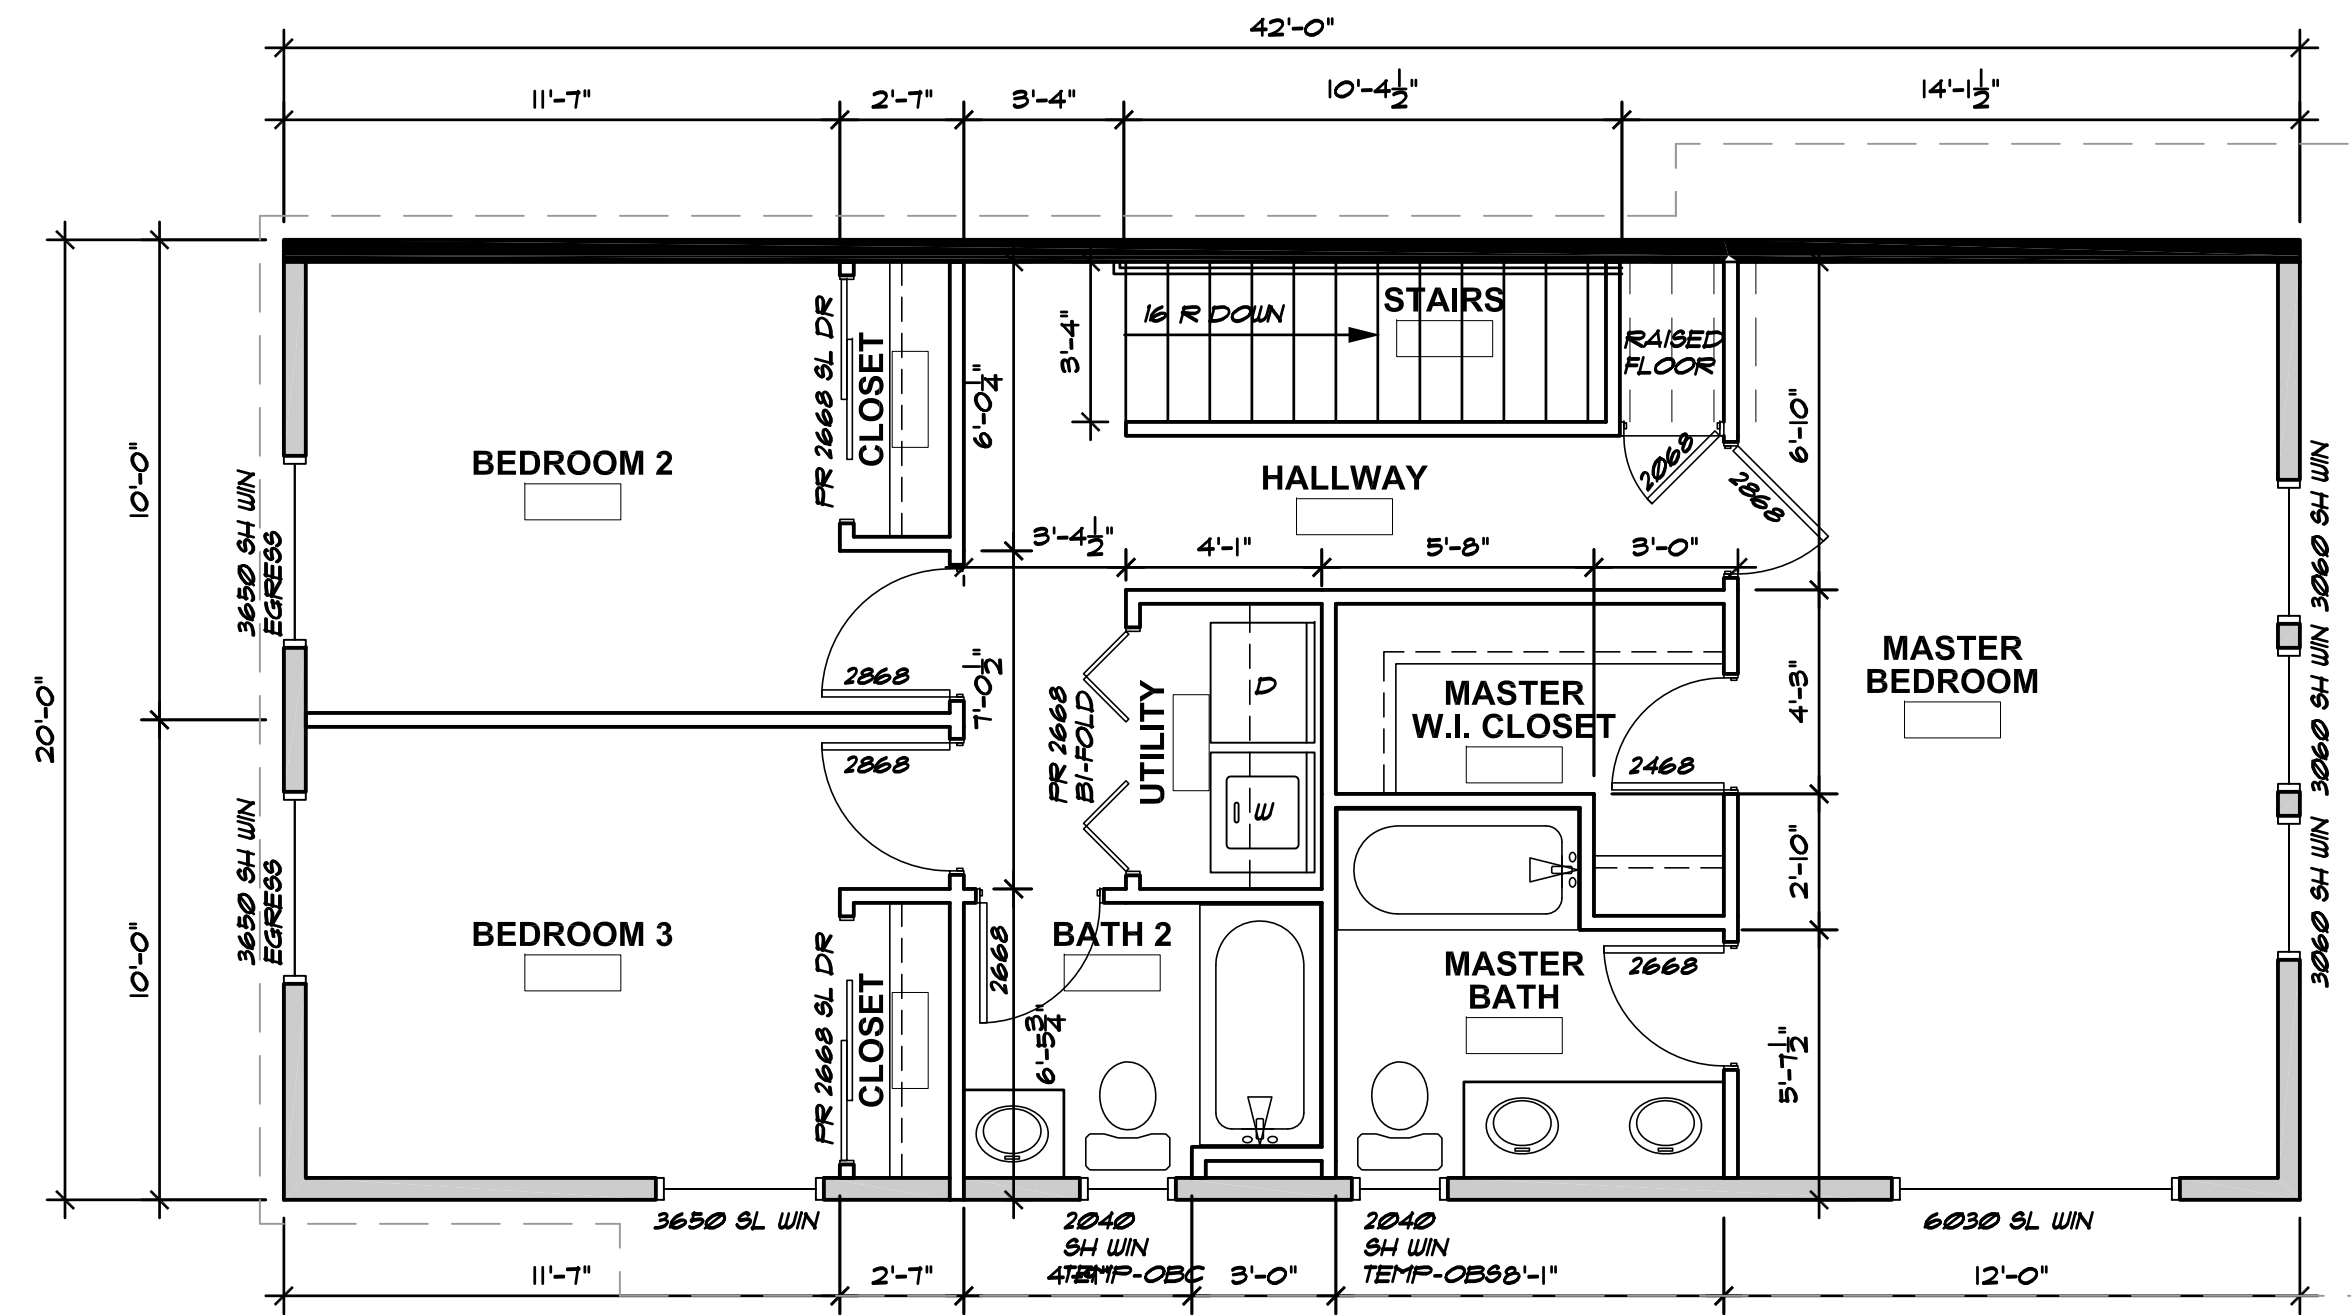 42'-0"
11'-7"
2'-7"
3'-4"
10'-4 1/2"
14'-1 1/2"
20'-0"
10'-0"
10'-0"
3650 SH WIN
EGRESS
3650 SH WIN
EGRESS
BEDROOM 2
PR 2668 SL DR
CLOSET
6'-0 1/4"
3'-4"
16 R DOWN
STAIRS
RAISED
FLOOR
2068
2868
6'-10"
HALLWAY
3'-4 1/2"
4'-1"
5'-8"
3'-0"
2868
2868
7'-0 1/2"
PR 2668
BI-FOLD
UTILITY
D
W
MASTER
W.I. CLOSET
2468
4'-3"
2'-10"
MASTER
BEDROOM
3060 SH WIN
3060 SH WIN
3060 SH WIN
BEDROOM 3
PR 2668 SL DR
CLOSET
2668
BATH 2
6'-5 3/4"
MASTER
BATH
2668
5'-7 1/2"
3650 SL WIN
2040
SH WIN
TEMP-OBC
2040
SH WIN
TEMP-OBS
6030 SL WIN
11'-7"
2'-7"
3'-0"
8'-1"
12'-0"